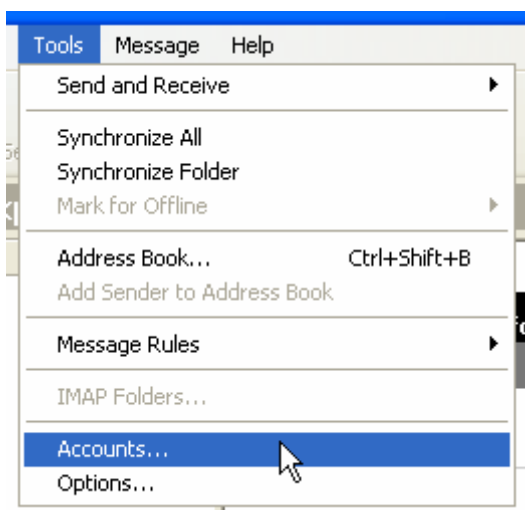 Tools Message Help
Send and Receive
Synchronize All
Synchronize Folder
Mark for Offline
Address Book... Ctrl+Shift+B
Add Sender to Address Book
Message Rules
IMAP Folders...
Accounts...
Options...